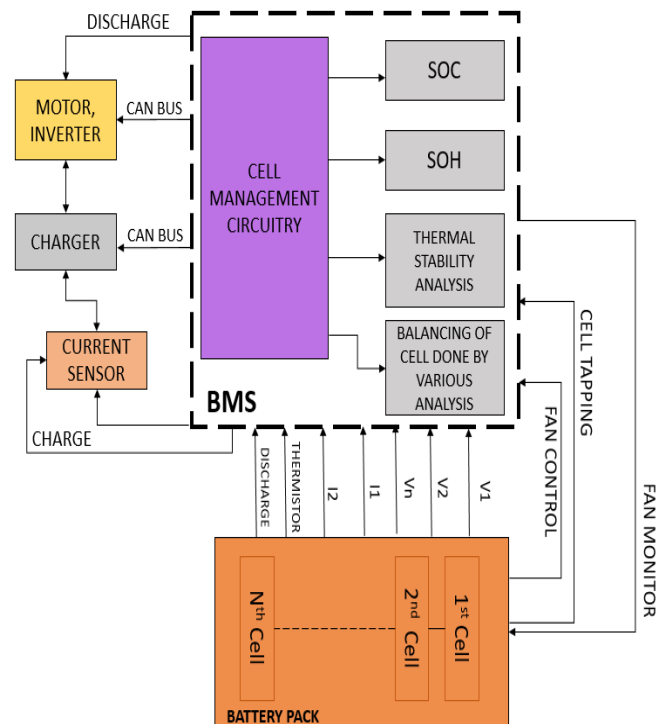 DISCHARGE
MOTOR,
INVERTER
CAN BUS
CHARGER
CAN BUS
CURRENT
SENSOR
CHARGE
CELL
MANAGEMENT
CIRCUITRY
SOC
SOH
THERMAL
STABILITY
ANALYSIS
BALANCING OF
CELL DONE BY
VARIOUS
ANALYSIS
BMS
DISCHARGE
THERMISTOR
I2
I1
Vn
V2
V1
FAN CONTROL
CELL TAPPING
FAN MONITOR
Nth Cell
2nd Cell
1st Cell
BATTERY PACK